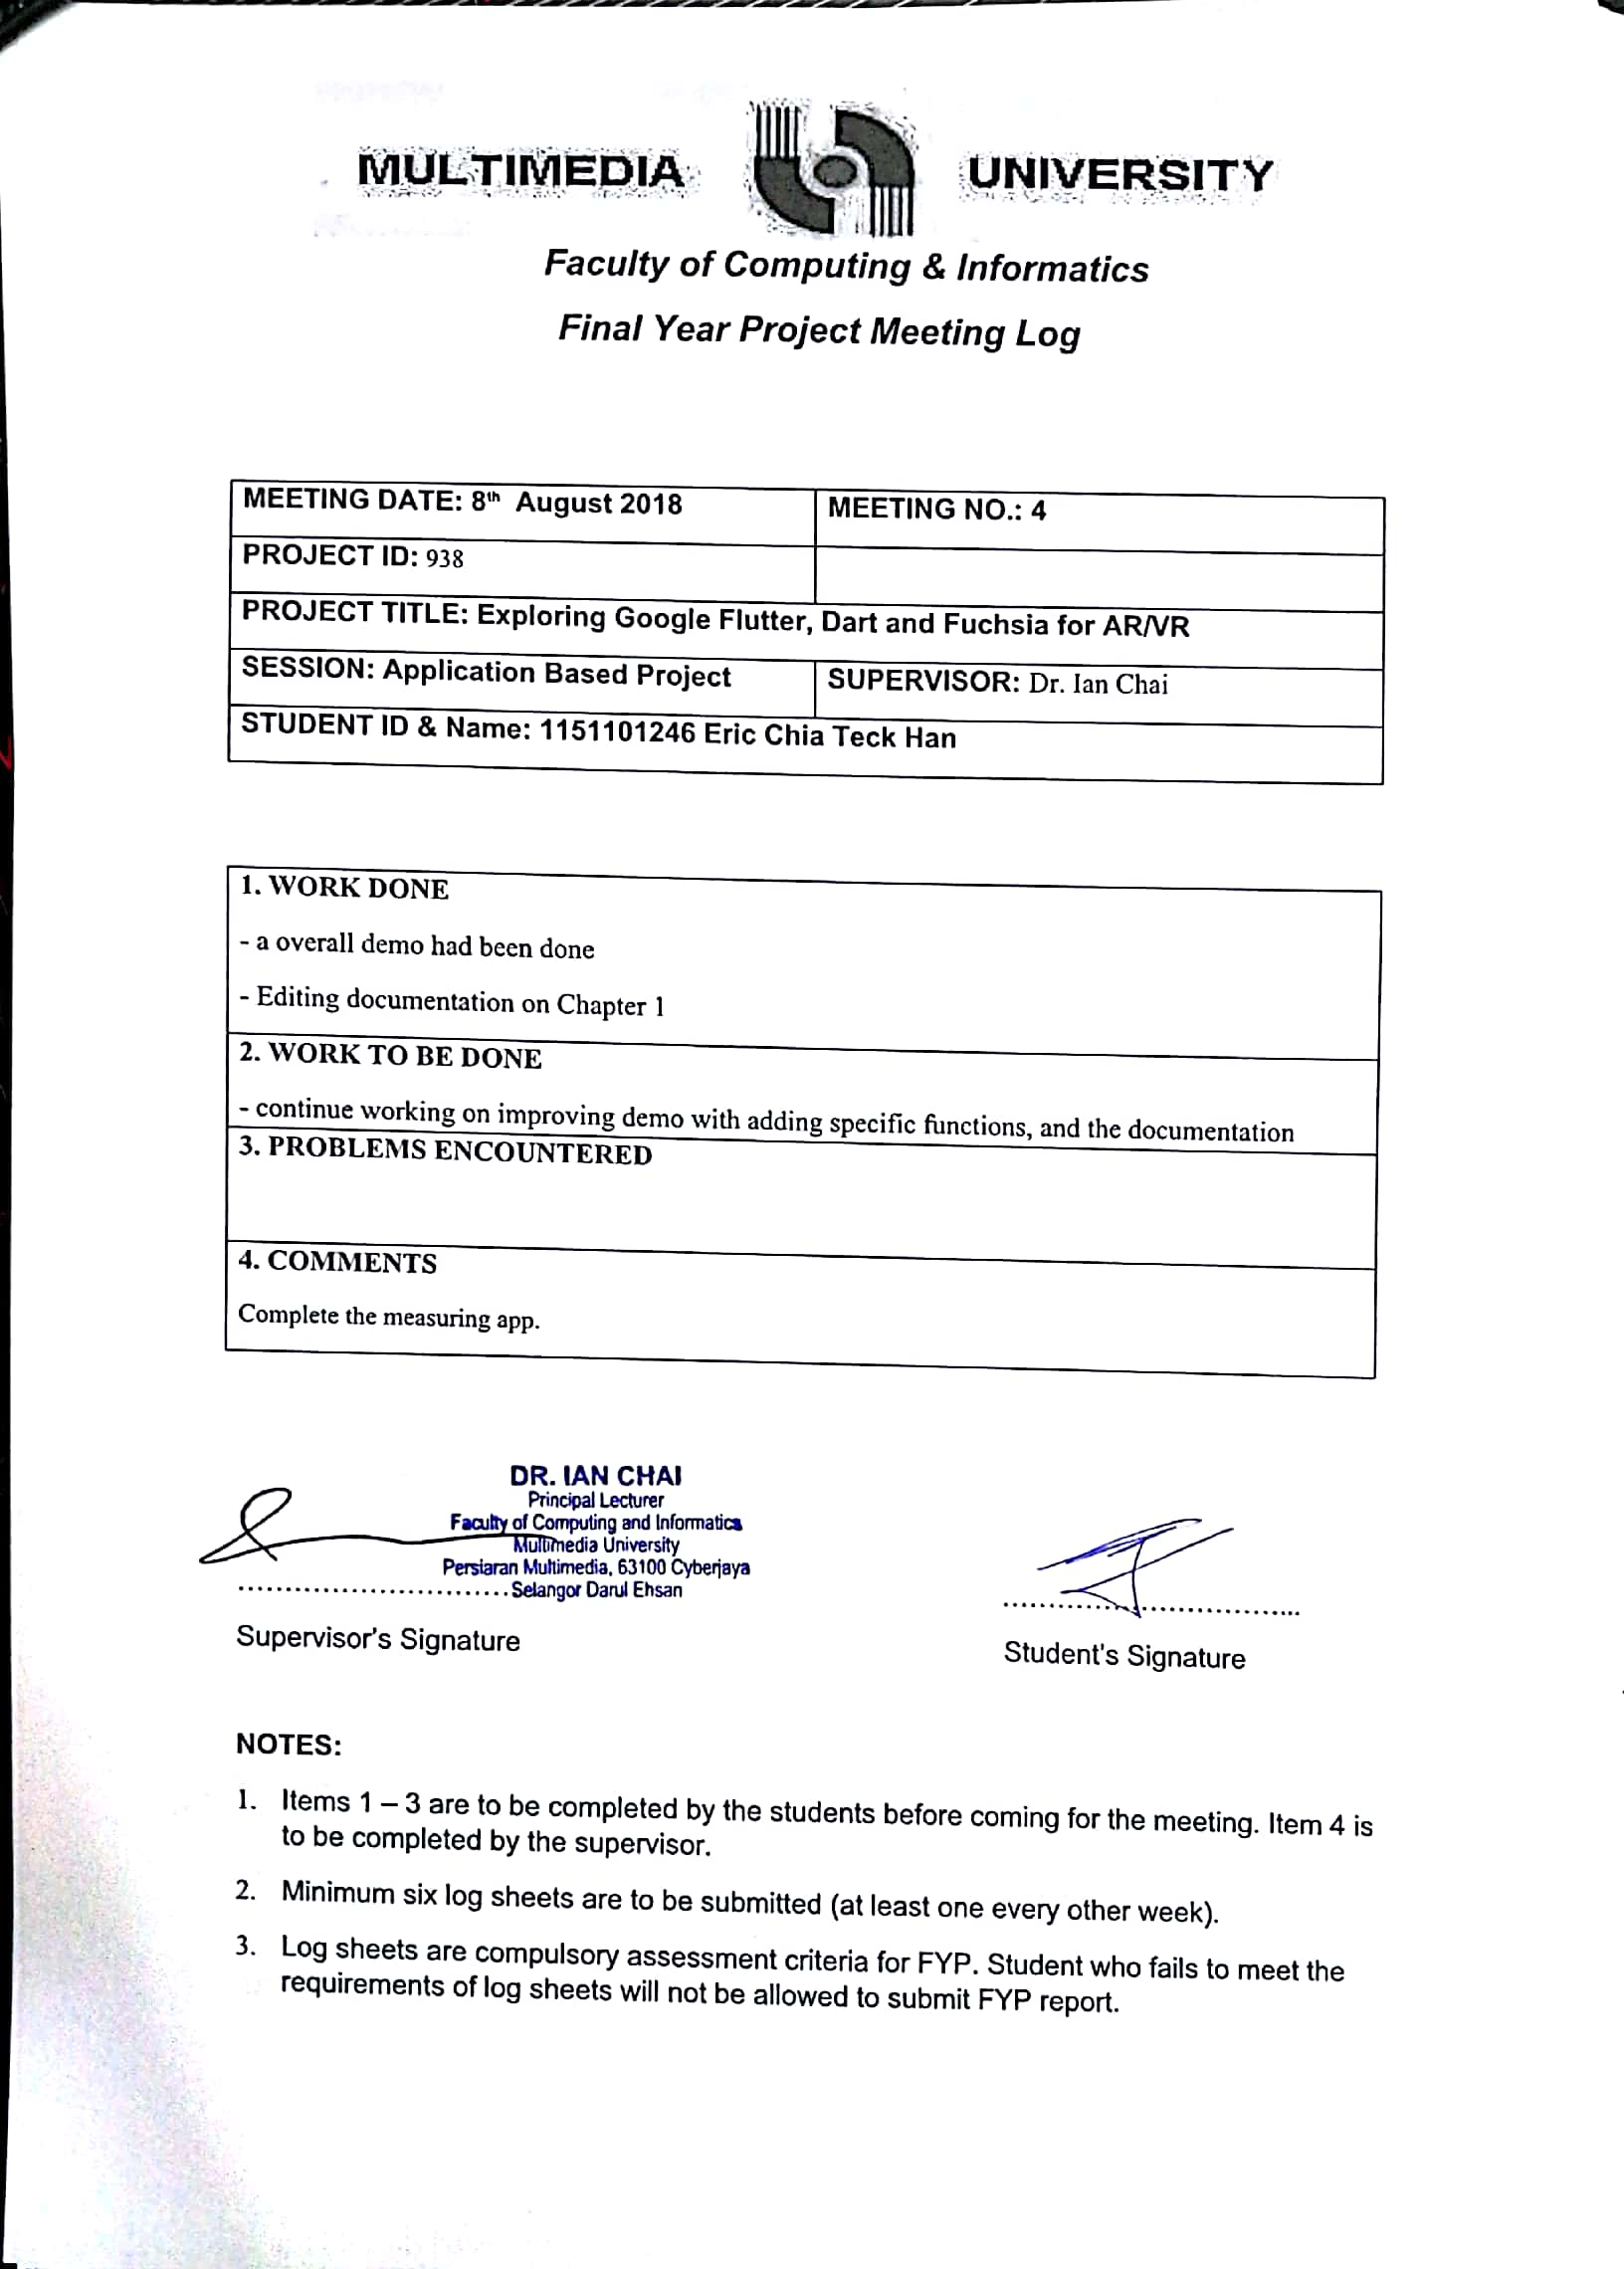 MULTIMEDIA UNIVERSITY
Faculty of Computing & Informatics
Final Year Project Meeting Log
MEETING DATE: 8th August 2018
MEETING NO.: 4
PROJECT ID: 938
PROJECT TITLE: Exploring Google Flutter, Dart and Fuchsia for AR/VR
SESSION: Application Based Project
SUPERVISOR: Dr. Ian Chai
STUDENT ID & Name: 1151101246 Eric Chia Teck Han
1. WORK DONE
- a overall demo had been done
- Editing documentation on Chapter 1
2. WORK TO BE DONE
- continue working on improving demo with adding specific functions, and the documentation
3. PROBLEMS ENCOUNTERED
4. COMMENTS
Complete the measuring app.
DR. IAN CHAI
Principal Lecturer
Faculty of Computing and Informatics
Multimedia University
Persiaran Multimedia, 63100 Cyberjaya
Selangor Darul Ehsan
Supervisor's Signature
Student's Signature
NOTES:
1. Items 1 – 3 are to be completed by the students before coming for the meeting. Item 4 is
to be completed by the supervisor.
2. Minimum six log sheets are to be submitted (at least one every other week).
3. Log sheets are compulsory assessment criteria for FYP. Student who fails to meet the
requirements of log sheets will not be allowed to submit FYP report.